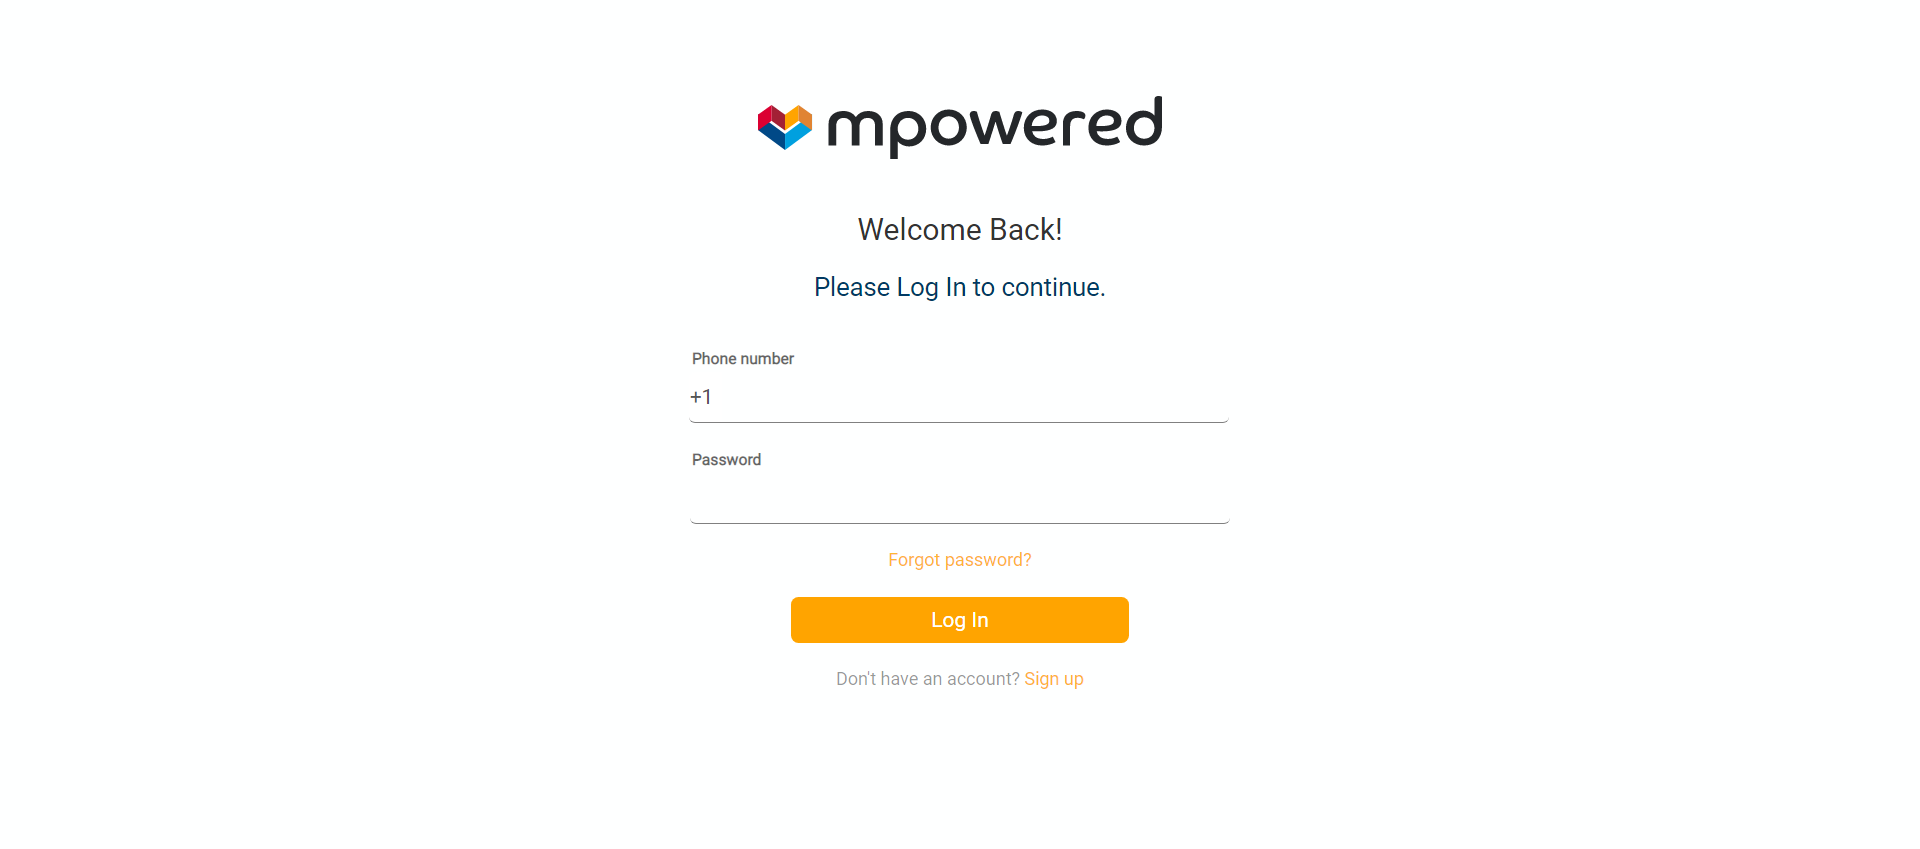 mpowered
Welcome Back!
Please Log In to continue.
Phone number
+1
Password
Forgot password?
Log In
Don't have an account? Sign up